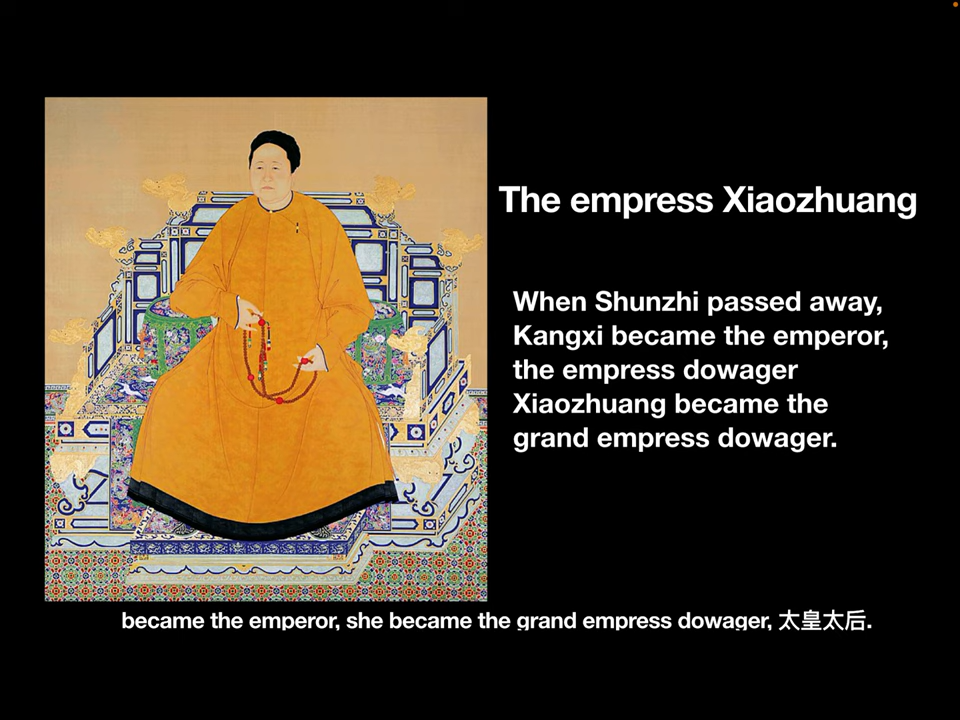 The empress Xiaozhuang
When Shunzhi passed away,
Kangxi became the emperor,
the empress dowager
Xiaozhuang became the
grand empress dowager.
became the emperor, she became the grand empress dowager, 太皇太后.